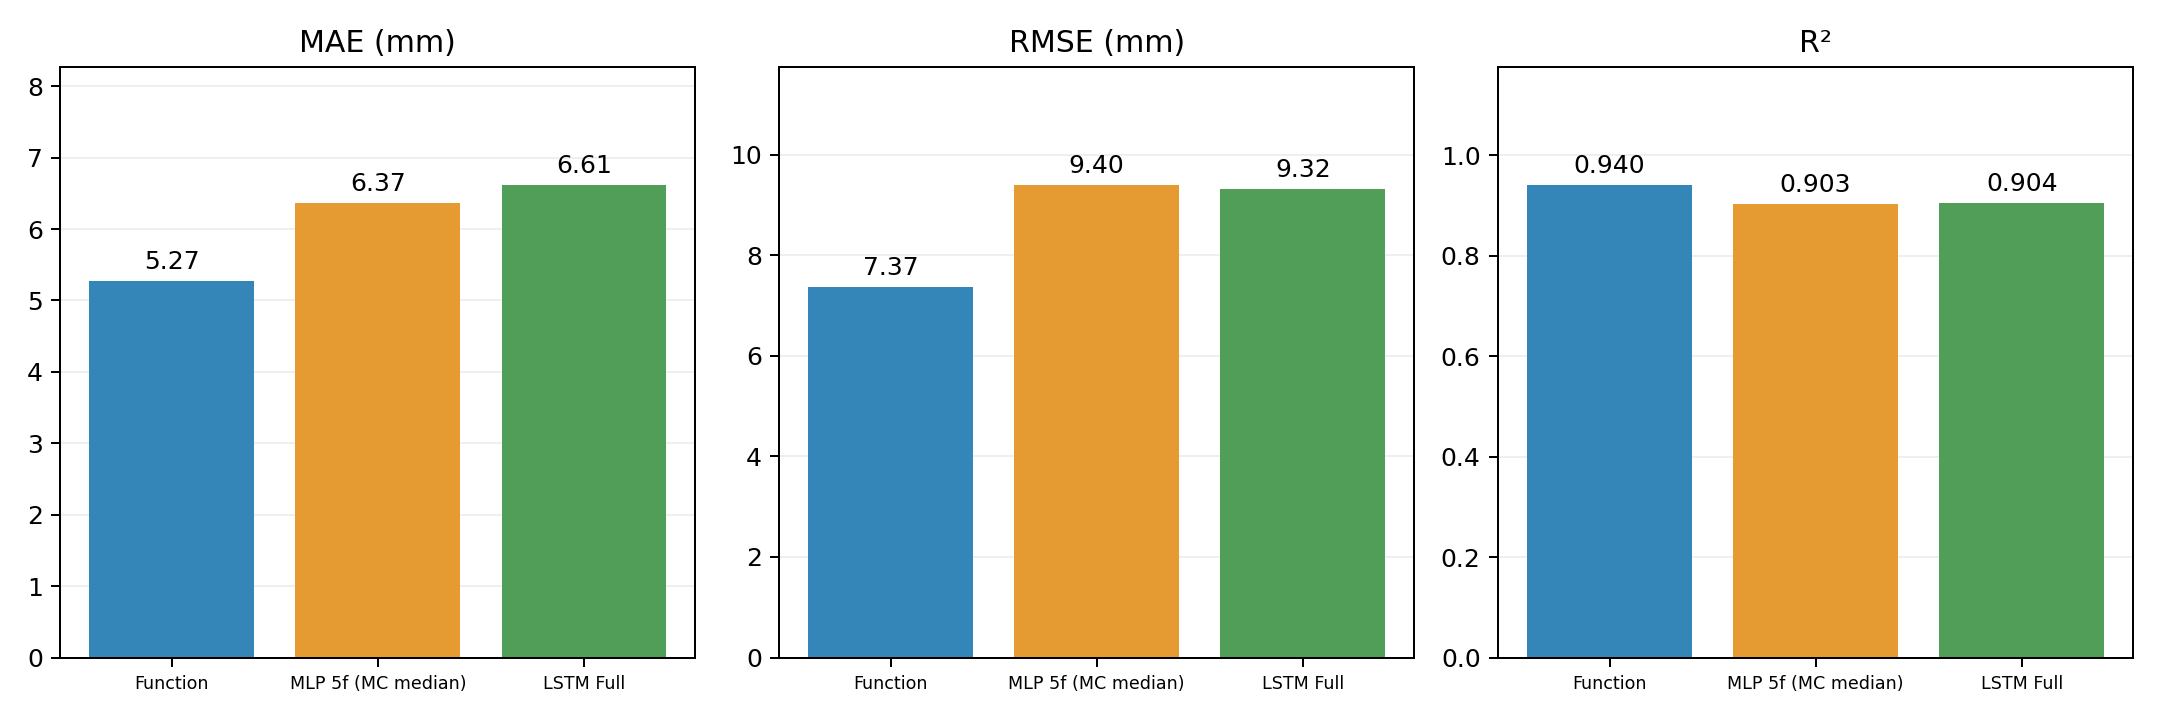 MAE (mm)
8
7
6
5
4
3
2
1
0
5.27
6.37
6.61
Function
MLP 5f (MC median)
LSTM Full
RMSE (mm)
10
8
6
4
2
0
7.37
9.40
9.32
Function
MLP 5f (MC median)
LSTM Full
R²
1.0
0.8
0.6
0.4
0.2
0.0
0.940
0.903
0.904
Function
MLP 5f (MC median)
LSTM Full